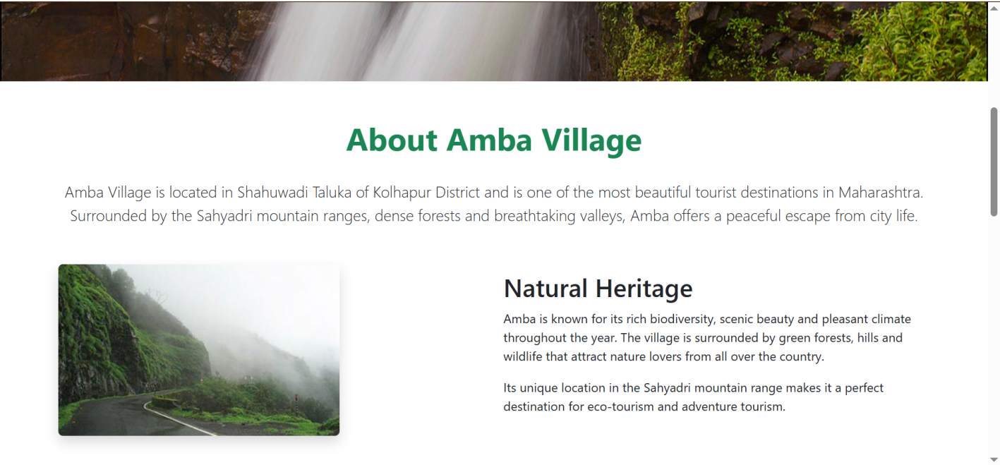 About Amba Village
Amba Village is located in Shahuwadi Taluka of Kolhapur District and is one of the most beautiful tourist destinations in Maharashtra.
Surrounded by the Sahyadri mountain ranges, dense forests and breathtaking valleys, Amba offers a peaceful escape from city life.
Natural Heritage
Amba is known for its rich biodiversity, scenic beauty and pleasant climate
throughout the year. The village is surrounded by green forests, hills and
wildlife that attract nature lovers from all over the country.
Its unique location in the Sahyadri mountain range makes it a perfect
destination for eco-tourism and adventure tourism.